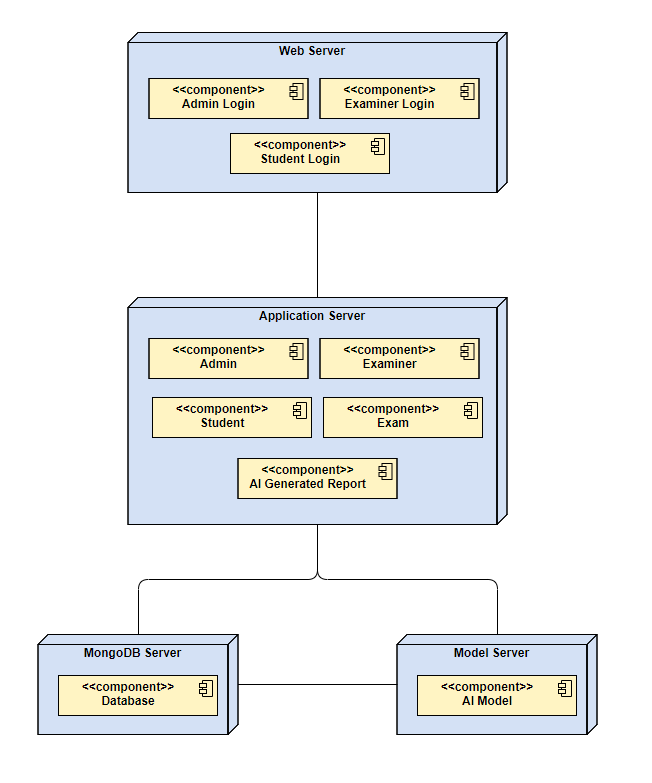 Web Server
<<component>>
Admin Login
<<component>>
Examiner Login
<<component>>
Student Login
Application Server
<<component>>
Admin
<<component>>
Examiner
<<component>>
Student
<<component>>
Exam
<<component>>
AI Generated Report
MongoDB Server
<<component>>
Database
Model Server
<<component>>
AI Model